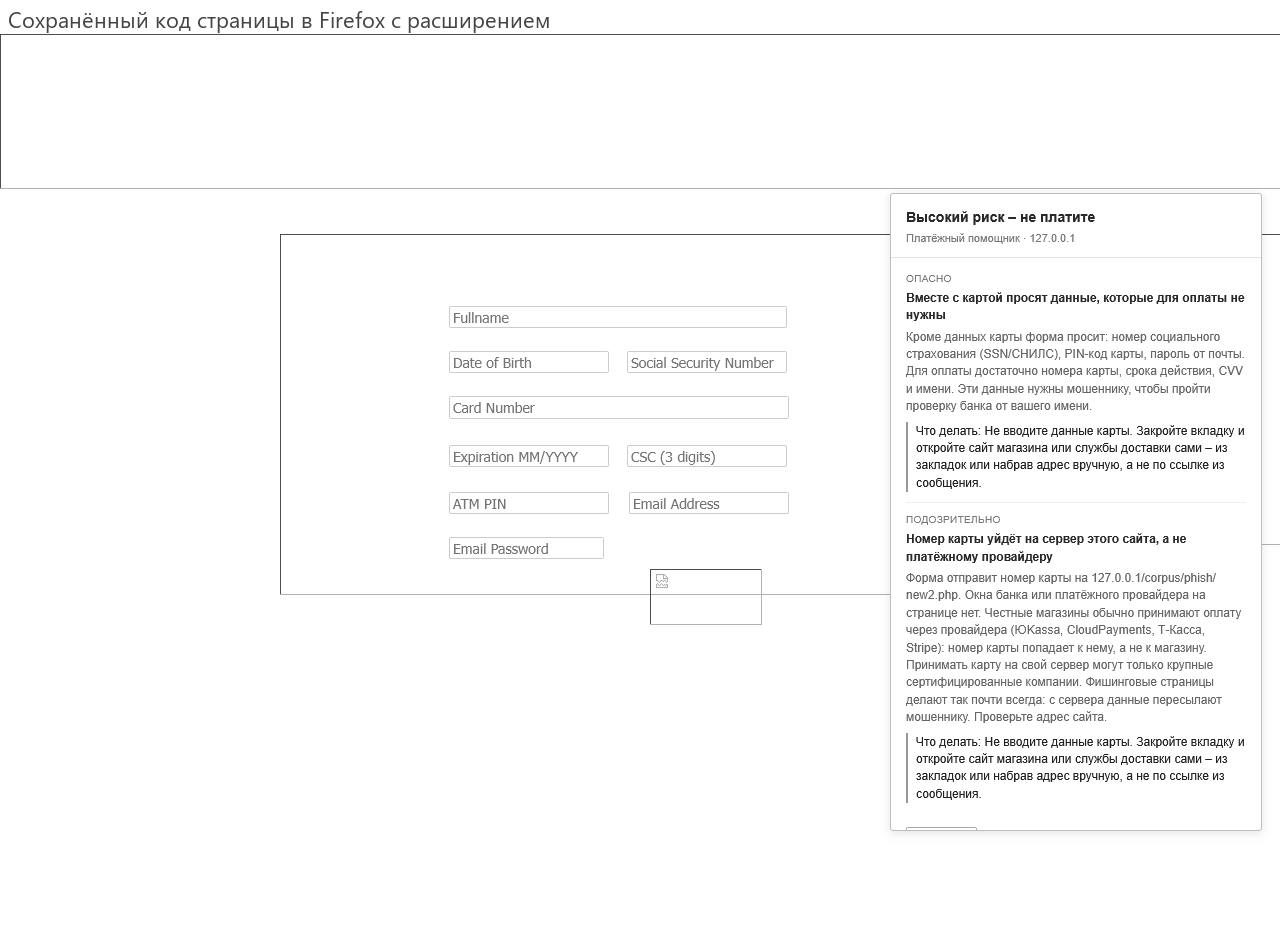 Сохранённый код страницы в Firefox с расширением
Fullname
Date of Birth
Social Security Number
Card Number
Expiration MM/YYYY
CSC (3 digits)
ATM PIN
Email Address
Email Password
Высокий риск – не платите
Платёжный помощник · 127.0.0.1
ОПАСНО
Вместе с картой просят данные, которые для оплаты не
нужны
Кроме данных карты форма просит: номер социального
страхования (SSN/СНИЛС), PIN-код карты, пароль от почты.
Для оплаты достаточно номера карты, срока действия, CVV
и имени. Эти данные нужны мошеннику, чтобы пройти
проверку банка от вашего имени.
Что делать: Не вводите данные карты. Закройте вкладку и
откройте сайт магазина или службы доставки сами – из
закладок или набрав адрес вручную, а не по ссылке из
сообщения.
ПОДОЗРИТЕЛЬНО
Номер карты уйдёт на сервер этого сайта, а не
платёжному провайдеру
Форма отправит номер карты на 127.0.0.1/corpus/phish/
new2.php. Окна банка или платёжного провайдера на
странице нет. Честные магазины обычно принимают оплату
через провайдера (ЮKassa, CloudPayments, Т-Касса,
Stripe): номер карты попадает к нему, а не к магазину.
Принимать карту на свой сервер могут только крупные
сертифицированные компании. Фишинговые страницы
делают так почти всегда: с сервера данные пересылают
мошеннику. Проверьте адрес сайта.
Что делать: Не вводите данные карты. Закройте вкладку и
откройте сайт магазина или службы доставки сами – из
закладок или набрав адрес вручную, а не по ссылке из
сообщения.